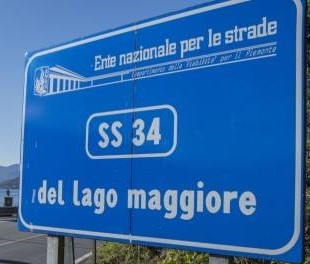 Ente nazionale per le strade
Compartimento della Viabilità per il Piemonte
SS 34
del lago maggiore